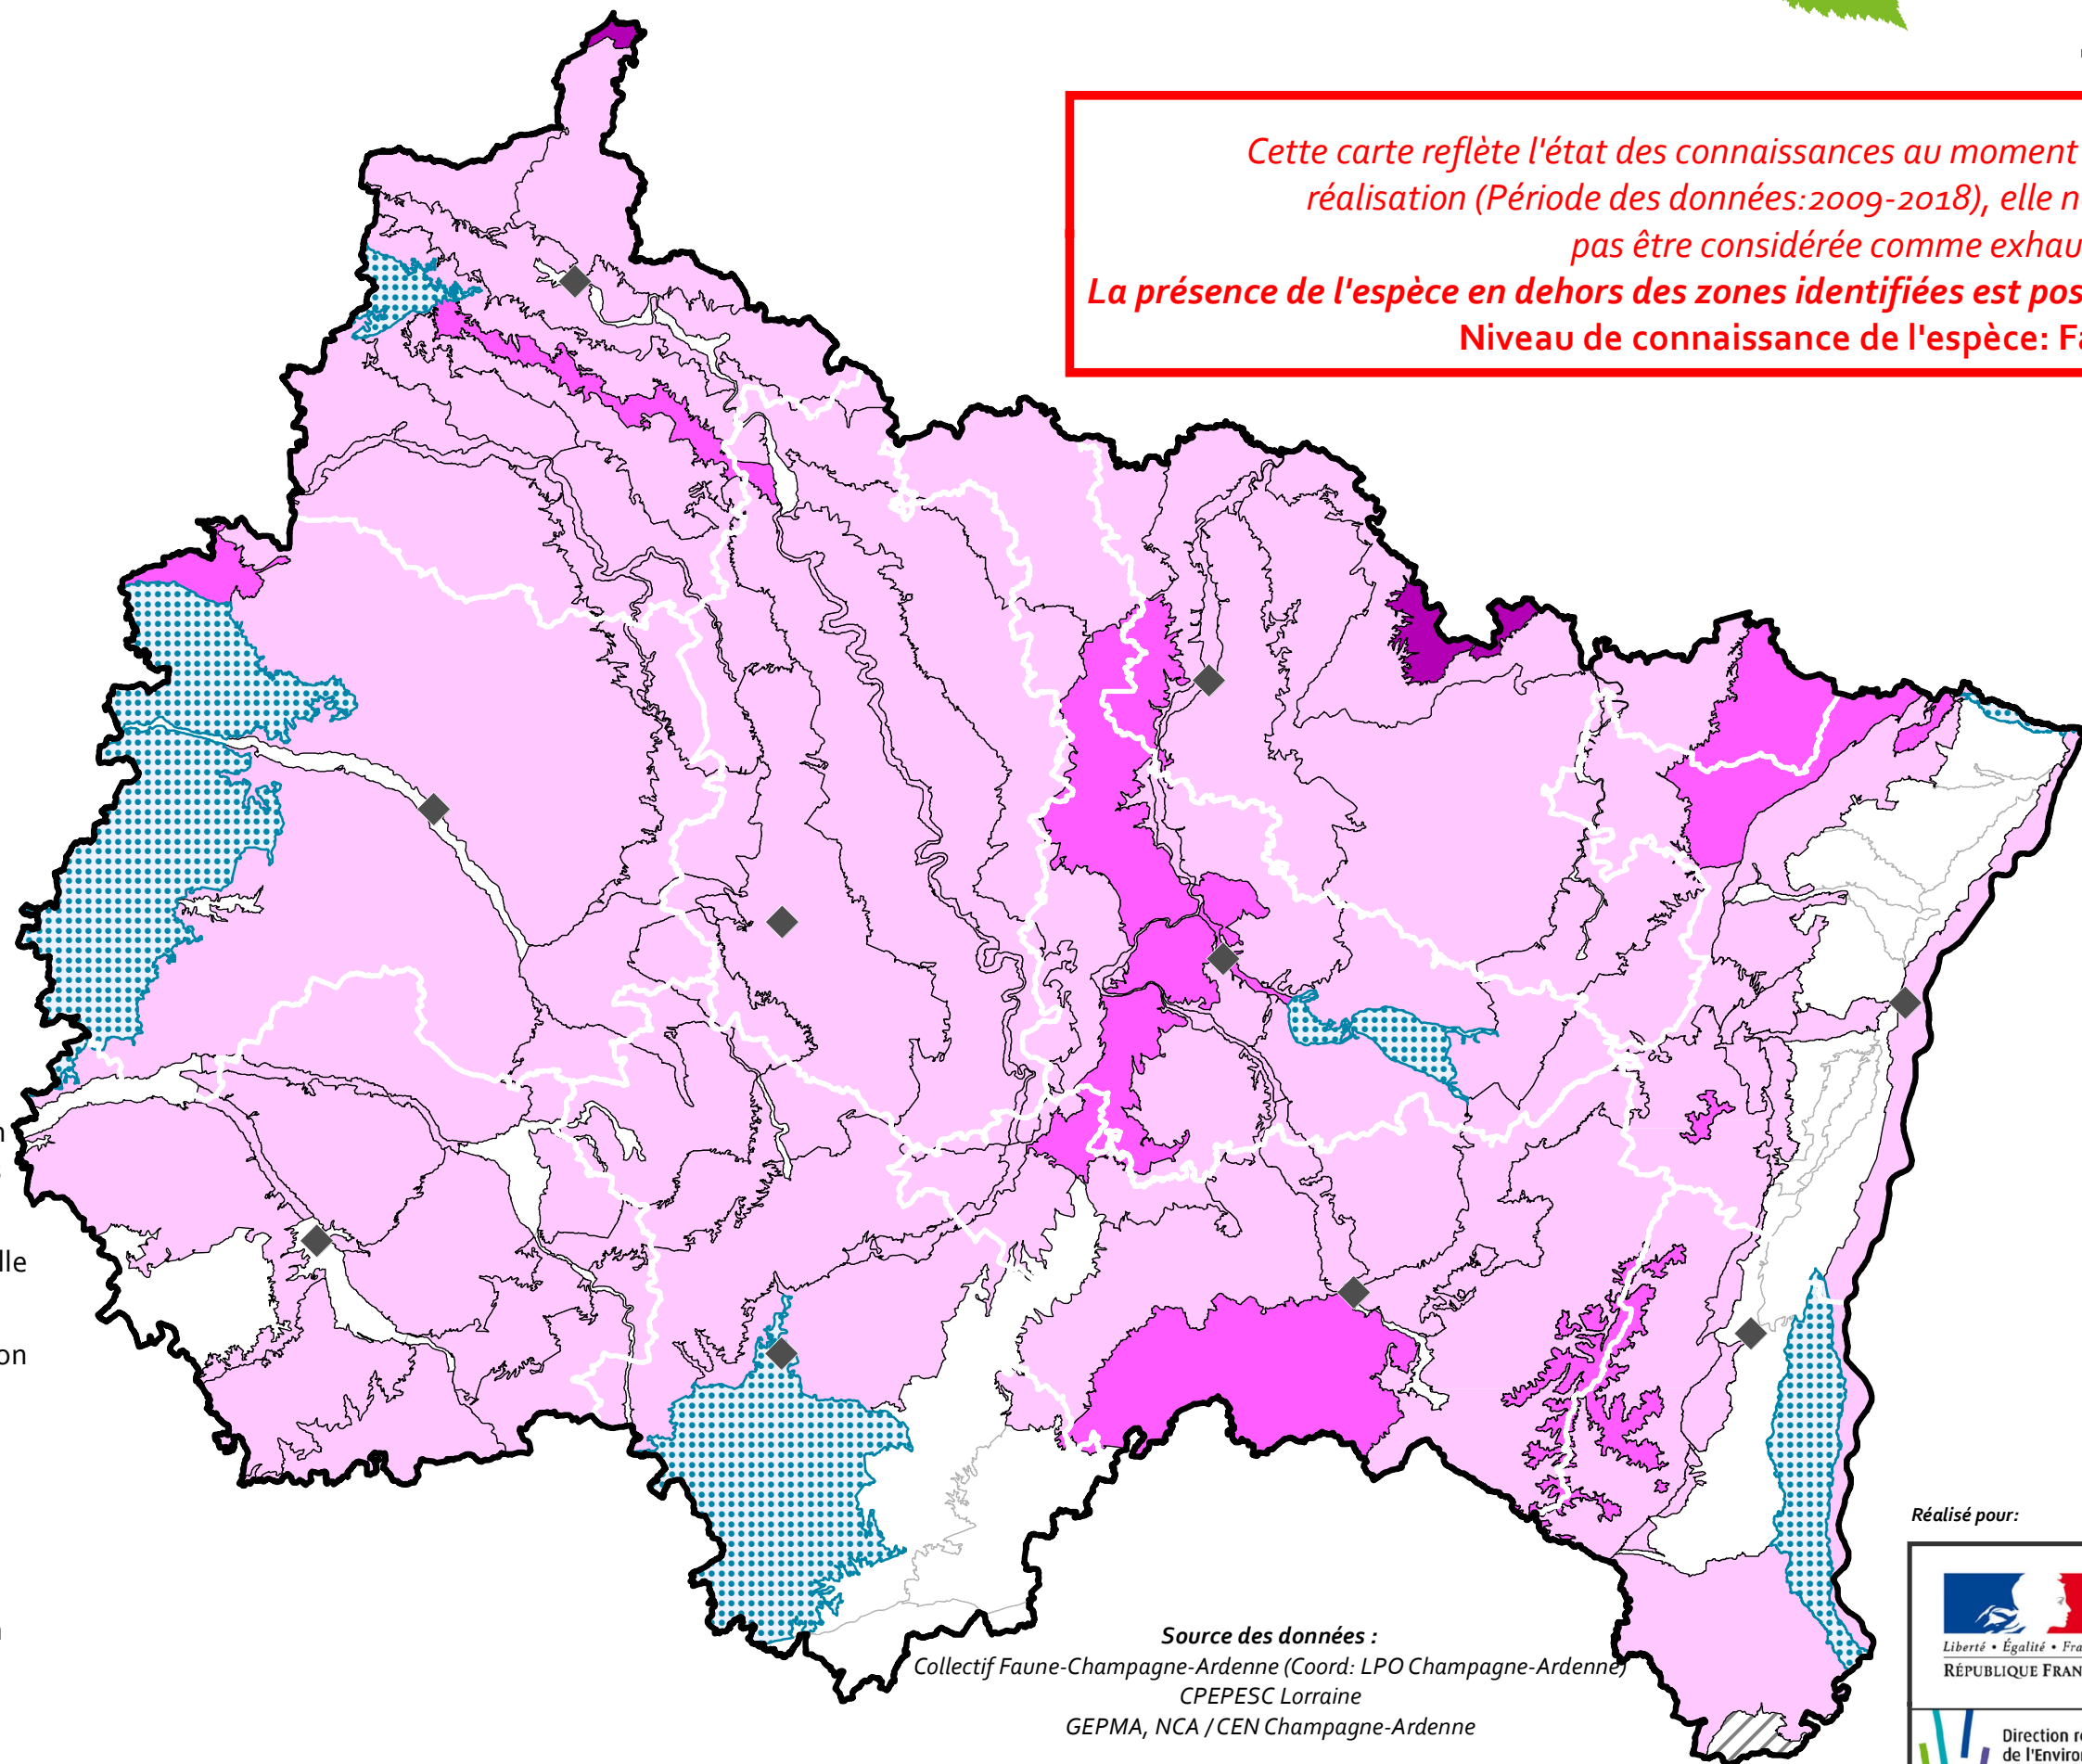 Cette carte reflète l'état des connaissances au moment
réalisation (Période des données:2009-2018), elle n
pas être considérée comme exhau
La présence de l'espèce en dehors des zones identifiées est pos
Niveau de connaissance de l'espèce: Fa
n
lle
on
Réalisé pour:
Liberté • Égalité • Fra
RÉPUBLIQUE FRAN
Direction r
de l'Enviro
Source des données :
Collectif Faune-Champagne-Ardenne (Coord: LPO Champagne-Ardenne)
CPEPESC Lorraine
GEPMA, NCA / CEN Champagne-Ardenne